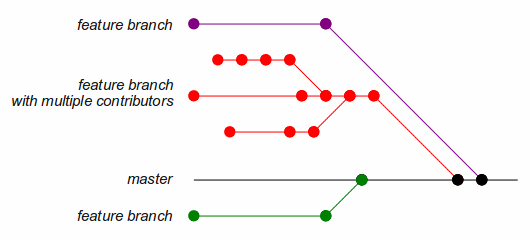 feature branch
feature branch
with multiple contributors
master
feature branch